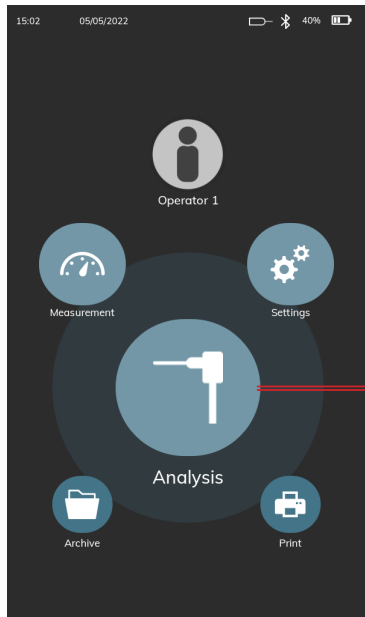 15:02 05/05/2022 40%
Operator 1
Measurement Settings
Analysis
Archive Print